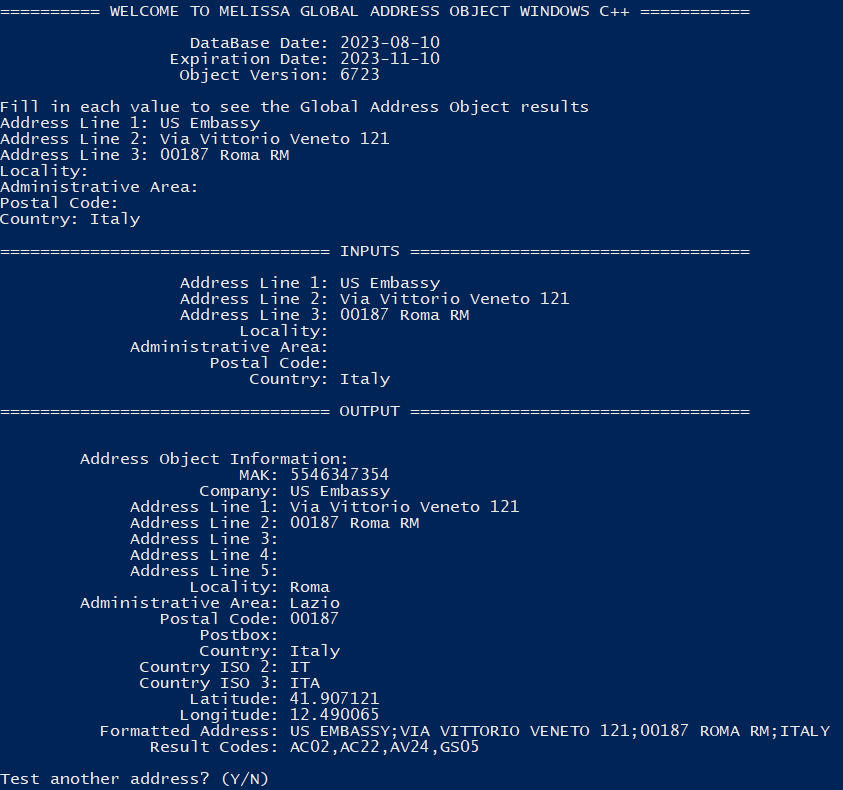 ========== WELCOME TO MELISSA GLOBAL ADDRESS OBJECT WINDOWS C++ ===========
DataBase Date: 2023-08-10
Expiration Date: 2023-11-10
Object Version: 6723
Fill in each value to see the Global Address Object results
Address Line 1: US Embassy
Address Line 2: Via Vittorio Veneto 121
Address Line 3: 00187 Roma RM
Locality:
Administrative Area:
Postal Code:
Country: Italy
================================= INPUTS ==================================
Address Line 1: US Embassy
Address Line 2: Via Vittorio Veneto 121
Address Line 3: 00187 Roma RM
Locality:
Administrative Area:
Postal Code:
Country: Italy
================================= OUTPUT ==================================
Address Object Information:
MAK: 5546347354
Company: US Embassy
Address Line 1: Via Vittorio Veneto 121
Address Line 2: 00187 Roma RM
Address Line 3:
Address Line 4:
Address Line 5:
Locality: Roma
Administrative Area: Lazio
Postal Code: 00187
Postbox:
Country: Italy
Country ISO 2: IT
Country ISO 3: ITA
Latitude: 41.907121
Longitude: 12.490065
Formatted Address: US EMBASSY;VIA VITTORIO VENETO 121;00187 ROMA RM;ITALY
Result Codes: AC02,AC22,AV24,GS05
Test another address? (Y/N)